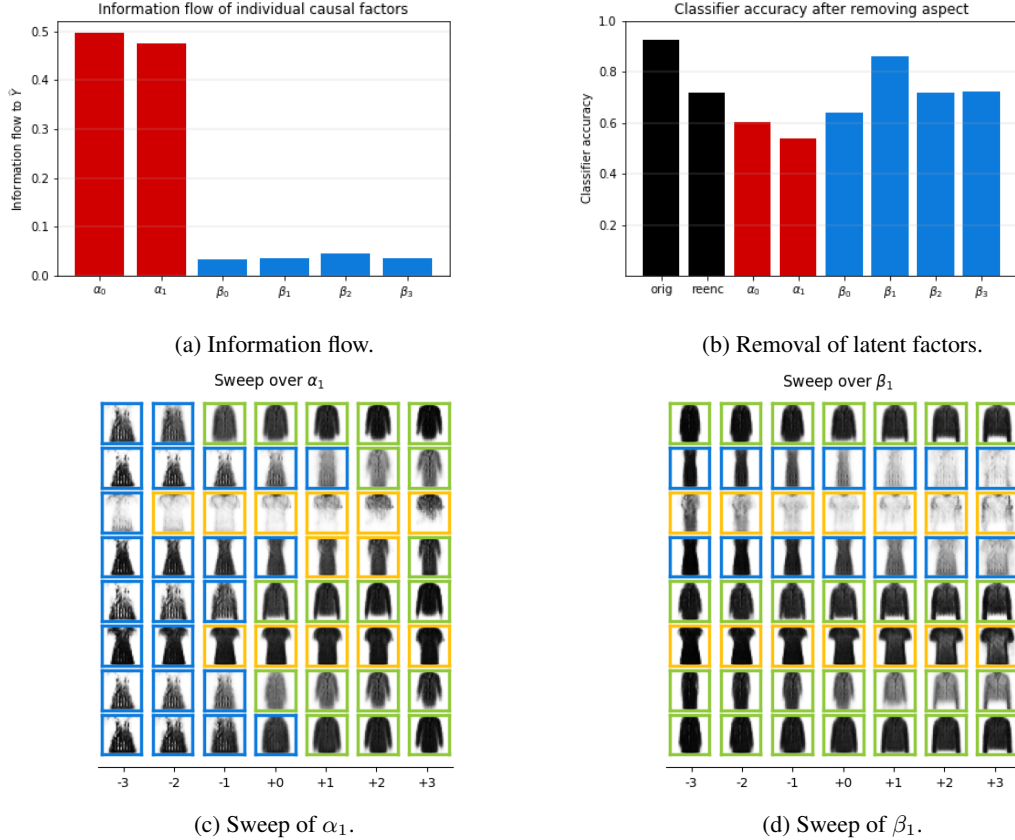 Information flow of individual causal factors
Information flow to Ŷ
0.5
0.4
0.3
0.2
0.1
0.0
α₀ α₁ β₀ β₁ β₂ β₃
(a) Information flow.
Classifier accuracy after removing aspect
Classifier accuracy
1.0
0.8
0.6
0.4
0.2
orig reenc α₀ α₁ β₀ β₁ β₂ β₃
(b) Removal of latent factors.
Sweep over α₁
-3 -2 -1 +0 +1 +2 +3
(c) Sweep of α₁.
Sweep over β₁
-3 -2 -1 +0 +1 +2 +3
(d) Sweep of β₁.